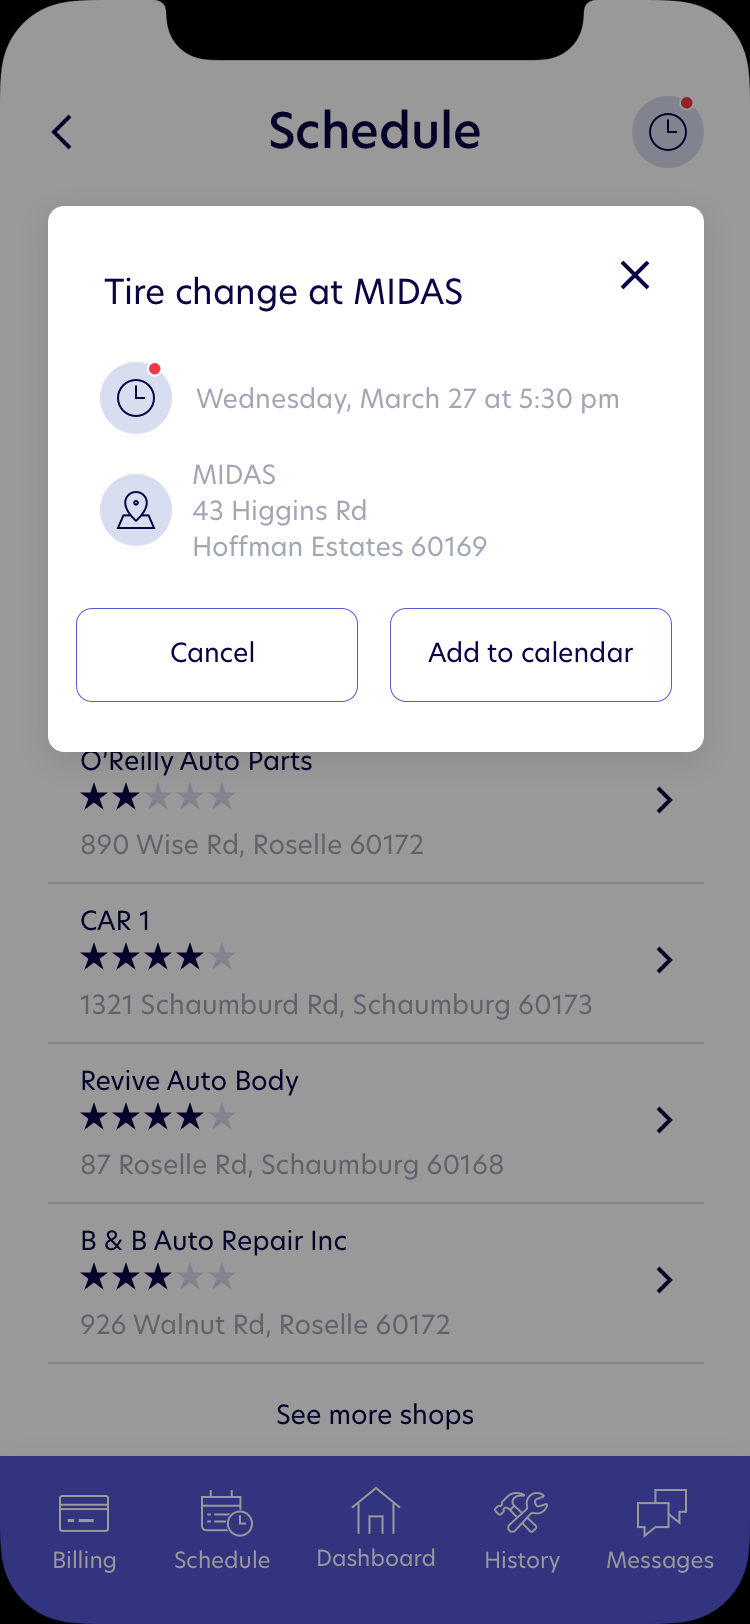 Schedule
Tire change at MIDAS
Wednesday, March 27 at 5:30 pm
MIDAS
43 Higgins Rd
Hoffman Estates 60169
Cancel
Add to calendar
O’Reilly Auto Parts
890 Wise Rd, Roselle 60172
CAR 1
1321 Schaumburd Rd, Schaumburg 60173
Revive Auto Body
87 Roselle Rd, Schaumburg 60168
B & B Auto Repair Inc
926 Walnut Rd, Roselle 60172
See more shops
Billing
Schedule
Dashboard
History
Messages